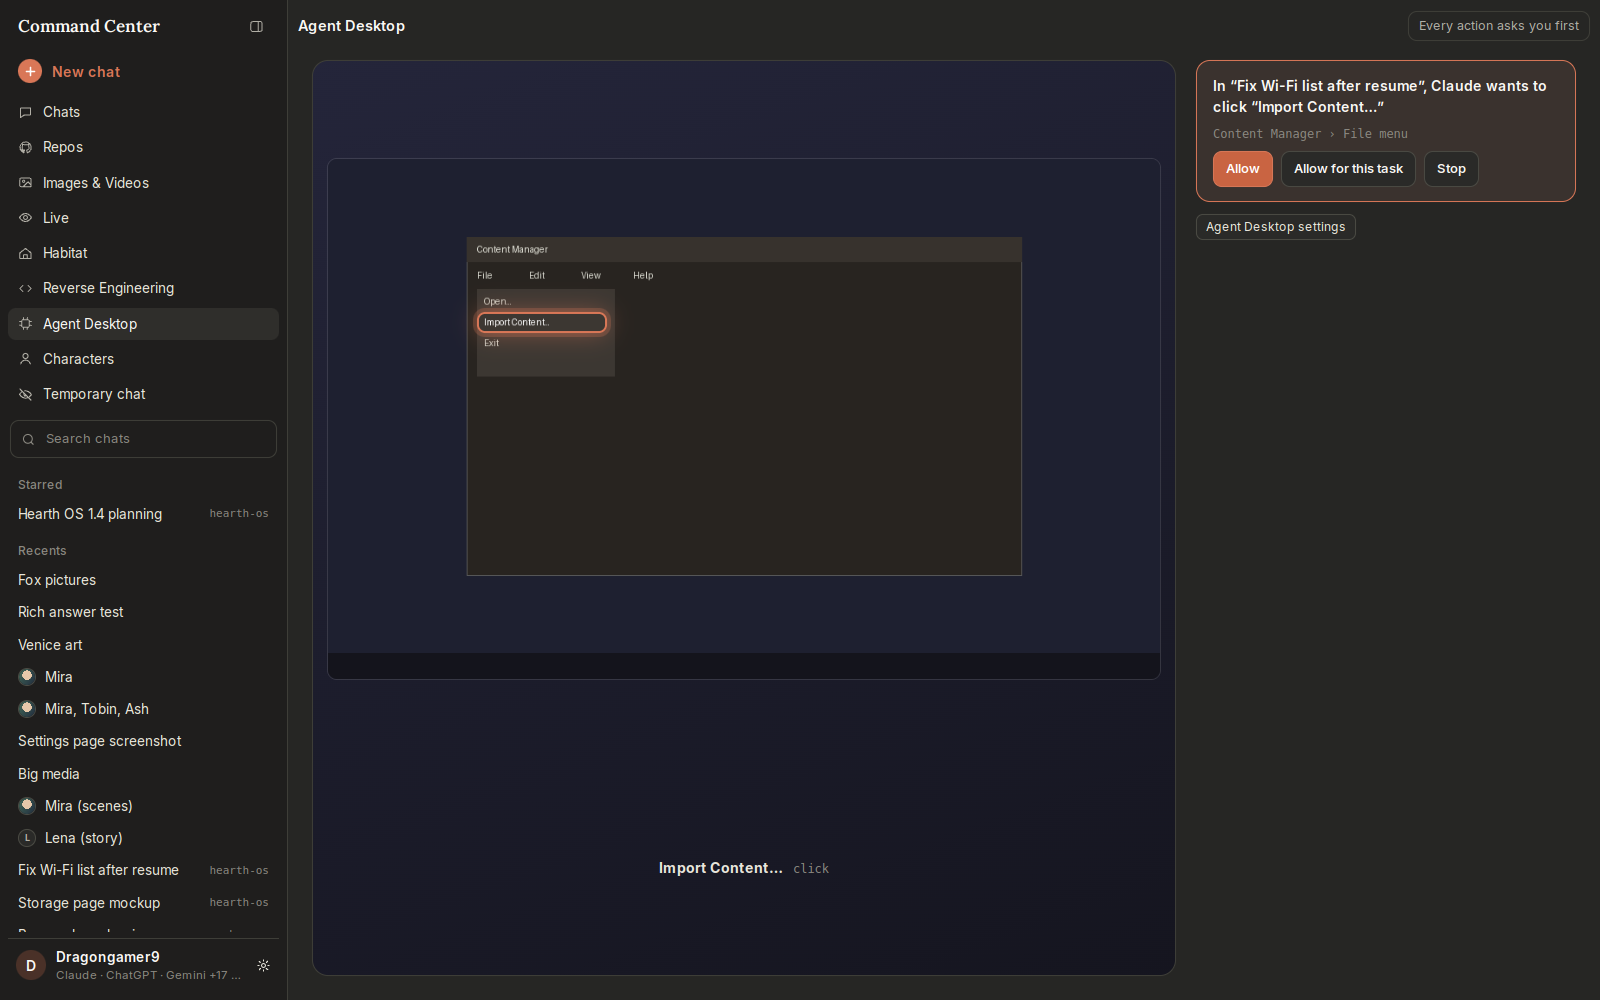 Command Center
New chat
Chats
Repos
Images & Videos
Live
Habitat
Reverse Engineering
Agent Desktop
Characters
Temporary chat
Search chats
Starred
Hearth OS 1.4 planning hearth-os
Recents
Fox pictures
Rich answer test
Venice art
Mira
Mira, Tobin, Ash
Settings page screenshot
Big media
Mira (scenes)
L Lena (story)
Fix Wi-Fi list after resume hearth-os
Storage page mockup hearth-os
D Dragongamer9
Claude · ChatGPT · Gemini +17 ...
Agent Desktop
Every action asks you first
Content Manager
File Edit View Help
Open...
Import Content...
Exit
Import Content... click
In “Fix Wi-Fi list after resume”, Claude wants to
click “Import Content...”
Content Manager › File menu
Allow Allow for this task Stop
Agent Desktop settings